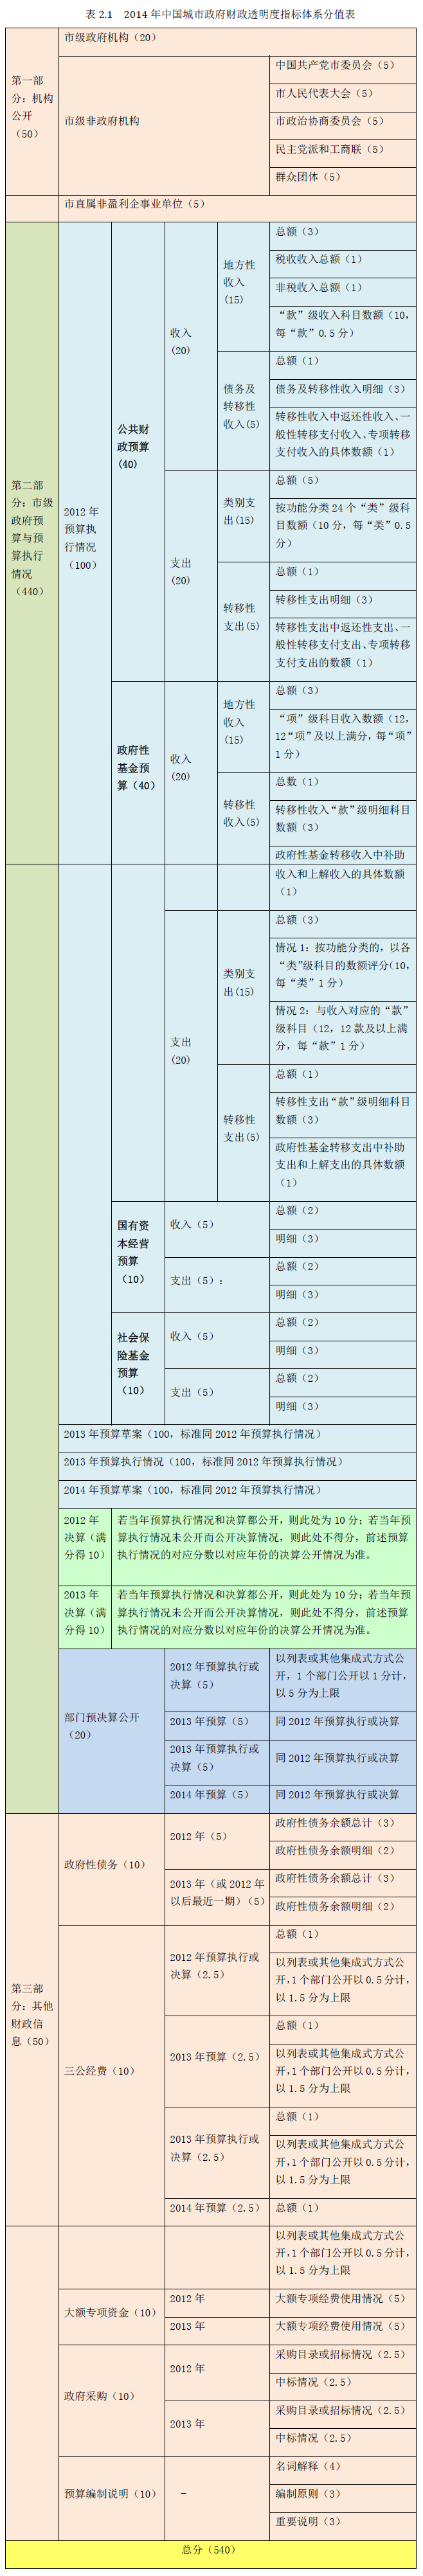 表 2.1 2014 年中国城市政府财政透明度指标体系分值表
第一部
分：机构
公开
（50）
市级政府机构（20）
市级非政府机构
中国共产党市委员会（5）
市人民代表大会（5）
市政治协商委员会（5）
民主党派和工商联（5）
群众团体（5）
市直属非盈利企事业单位（5）
第二部
分：市级
政府预
算与预
算执行
情况
（440）
2012 年
预算执
行情况
（100）
公共财
政预算
(40)
收入
(20)
地方性
收入
(15)
总额（3）
税收收入总额（1）
非税收入总额（1）
“款”级收入科目数额（10，
每“款”0.5 分）
债务及
转移性
收入(5)
总额（1）
债务及转移性收入明细（3）
转移性收入中返还性收入、一
般性转移支付收入、专项转移
支付收入的具体数额（1）
支出
(20)
类别支
出(15)
总额（5）
按功能分类 24 个“类”级科
目数额（10 分，每“类”0.5
分）
转移性
支出(5)
总额（1）
转移性支出明细（3）
转移性支出中返还性支出、一
般性转移支付支出、专项转移
支付支出的数额（1）
政府性
基金预
算（40）
收入
(20)
地方性
收入
(15)
总额（3）
“项”级科目收入数额（12，
12“项”及以上满分，每“项”
1 分）
转移性
收入(5)
总数（1）
转移性收入“款”级明细科目
数额（3）
政府性基金转移收入中补助
收入和上解收入的具体数额
（1）
支出
(20)
类别支
出(15)
总额（3）
情况 1：按功能分类的，以各
“类”级科目的数额评分(10，
每“类”1 分）
情况 2：与收入对应的“款”
级科目（12，12 款及以上满
分，每“款”1 分）
转移性
支出(5)
总额（1）
转移性支出“款”级明细科目
数额（3）
政府性基金转移支出中补助
支出和上解支出的具体数额
（1）
国有资
本经营
预算
（10）
收入（5）
总额（2）
明细（3）
支出（5）：
总额（2）
明细（3）
社会保
险基金
预算
（10）
收入（5）
总额（2）
明细（3）
支出（5）
总额（2）
明细（3）
2013 年预算草案（100，标准同 2012 年预算执行情况）
2013 年预算执行情况（100，标准同 2012 年预算执行情况）
2014 年预算草案（100，标准同 2012 年预算执行情况）
2012 年
决算（满
分得 10）
若当年预算执行情况和决算都公开，则此处为 10 分；若当年
预算执行情况未公开而公开决算情况，则此处不得分，前述预算
执行情况的对应分数以对应年份的决算公开情况为准。
2013 年
决算（满
分得 10）
若当年预算执行情况和决算都公开，则此处为 10 分；若当年
预算执行情况未公开而公开决算情况，则此处不得分，前述预算
执行情况的对应分数以对应年份的决算公开情况为准。
部门预决算公开
（20）
2012 年预算执行或
决算（5）
以列表或其他集成式方式公
开，1 个部门公开以 1 分计，
以 5 分为上限
2013 年预算（5）
同 2012 年预算执行或决算
2013 年预算执行或
决算（5）
同 2012 年预算执行或决算
2014 年预算（5）
同 2012 年预算执行或决算
第三部
分：其他
财政信
息（50）
政府性债务（10）
2012 年（5）
政府性债务余额总计（3）
政府性债务余额明细（2）
2013 年（或 2012 年
以后最近一期）（5）
政府性债务余额总计（3）
政府性债务余额明细（2）
三公经费（10）
2012 年预算执行或
决算（2.5）
总额（1）
以列表或其他集成式方式公
开，1 个部门公开以 0.5 分计，
以 1.5 分为上限
2013 年预算（2.5）
总额（1）
以列表或其他集成式方式公
开，1 个部门公开以 0.5 分计，
以 1.5 分为上限
2013 年预算执行或
决算（2.5）
总额（1）
以列表或其他集成式方式公
开，1 个部门公开以 0.5 分计，
以 1.5 分为上限
2014 年预算（2.5）
总额（1）
以列表或其他集成式方式公
开，1 个部门公开以 0.5 分计，
以 1.5 分为上限
大额专项资金（10）
2012 年
大额专项经费使用情况（5）
2013 年
大额专项经费使用情况（5）
政府采购（10）
2012 年
采购目录或招标情况（2.5）
中标情况（2.5）
2013 年
采购目录或招标情况（2.5）
中标情况（2.5）
预算编制说明（10）
－
名词解释（4）
编制原则（3）
重要说明（3）
总分（540）